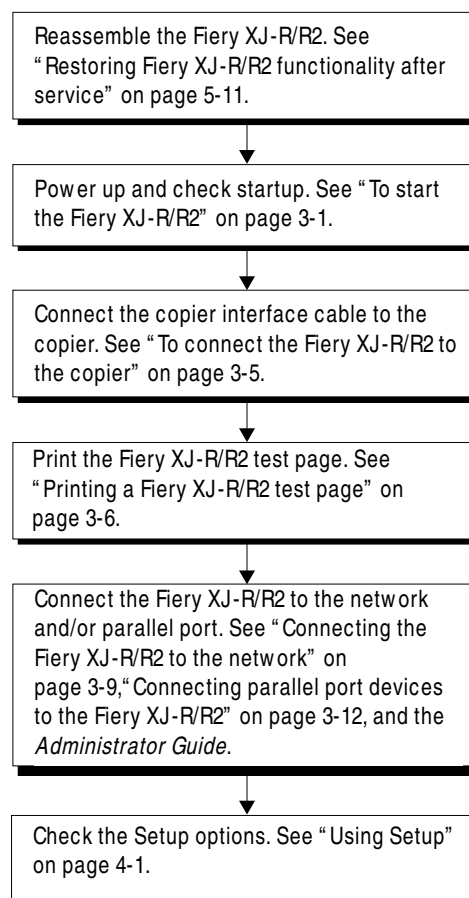 Reassemble the Fiery XJ-R/R2. See
“Restoring Fiery XJ-R/R2 functionality after
service” on page 5-11.
Power up and check startup. See “To start
the Fiery XJ-R/R2” on page 3-1.
Connect the copier interface cable to the
copier. See “To connect the Fiery XJ-R/R2 to
the copier” on page 3-5.
Print the Fiery XJ-R/R2 test page. See
“Printing a Fiery XJ-R/R2 test page” on
page 3-6.
Connect the Fiery XJ-R/R2 to the network
and/or parallel port. See “Connecting the
Fiery XJ-R/R2 to the network” on
page 3-9,“Connecting parallel port devices
to the Fiery XJ-R/R2” on page 3-12, and the
Administrator Guide.
Check the Setup options. See “Using Setup”
on page 4-1.